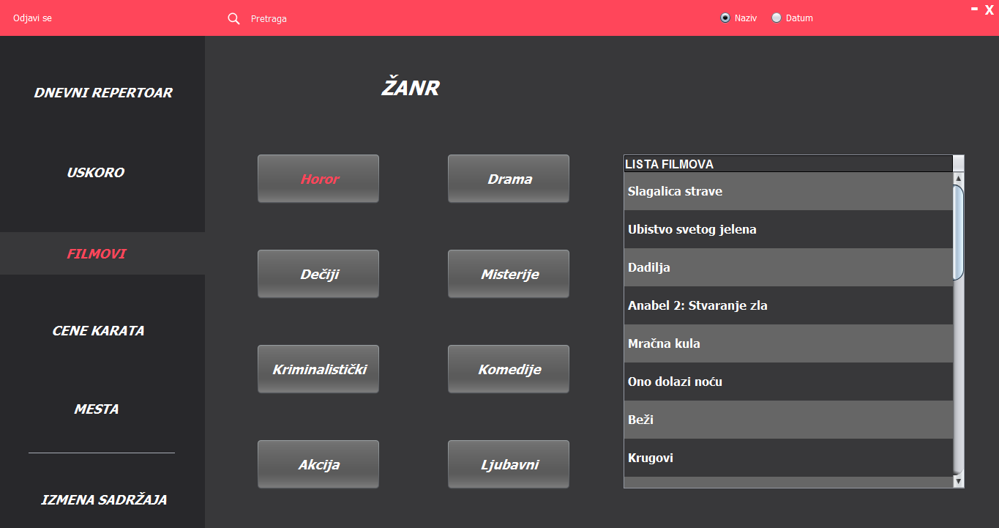 Odjavi se
Pretraga
Naziv
Datum
- X
DNEVNI REPERTOAR
USKORO
FILMOVI
CENE KARATA
MESTA
IZMENA SADRŽAJA
ŽANR
Horor
Drama
Dečiji
Misterije
Kriminalistički
Komedije
Akcija
Ljubavni
LISTA FILMOVA
Slagalica strave
Ubistvo svetog jelena
Dadilja
Anabel 2: Stvaranje zla
Mračna kula
Ono dolazi noću
Beži
Krugovi